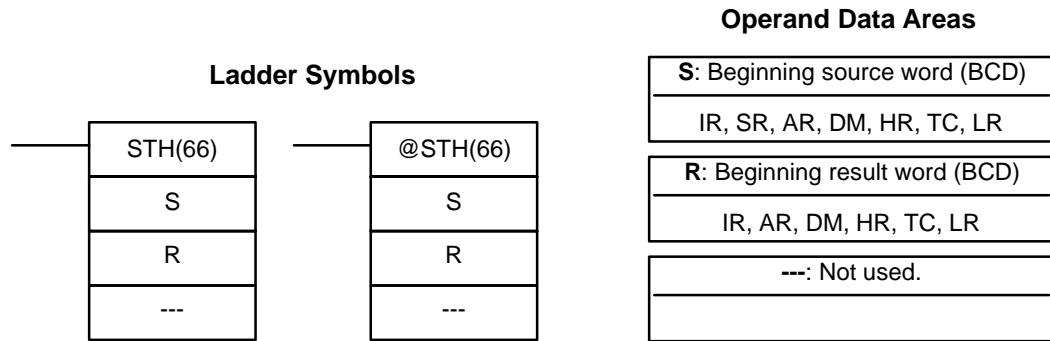 Ladder Symbols
STH(66)
S
R
---
@STH(66)
S
R
---
Operand Data Areas
S: Beginning source word (BCD)
IR, SR, AR, DM, HR, TC, LR
R: Beginning result word (BCD)
IR, AR, DM, HR, TC, LR
---: Not used.